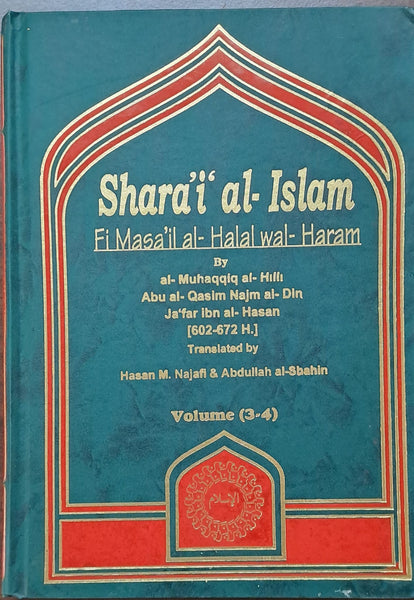 Shara'i' al- Islam
Fi Masa'il al- Halal wal- Haram
By
al- Muhaqqiq al- Hilli
Abu al- Qasim Najm al- Din
Ja'far ibn al- Hasan
[602-672 H.]
Translated by
Hasan M. Najafi & Abdullah al-Shahin
Volume (3-4)
الإسلام